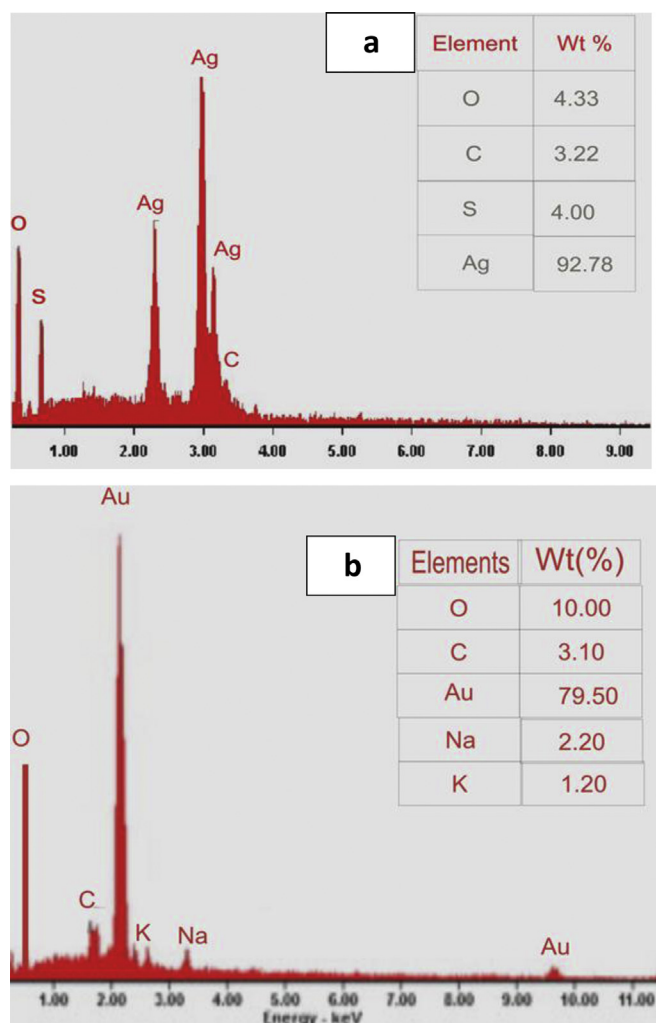 a
Element Wt %
O 4.33
C 3.22
S 4.00
Ag 92.78
Ag
Ag
Ag
O
S
C
1.00 2.00 3.00 4.00 5.00 6.00 7.00 8.00 9.00
b
Elements Wt(%)
O 10.00
C 3.10
Au 79.50
Na 2.20
K 1.20
Au
O
C
K
Na
Au
1.00 2.00 3.00 4.00 5.00 6.00 7.00 8.00 9.00 10.00 11.00
Energy - keV